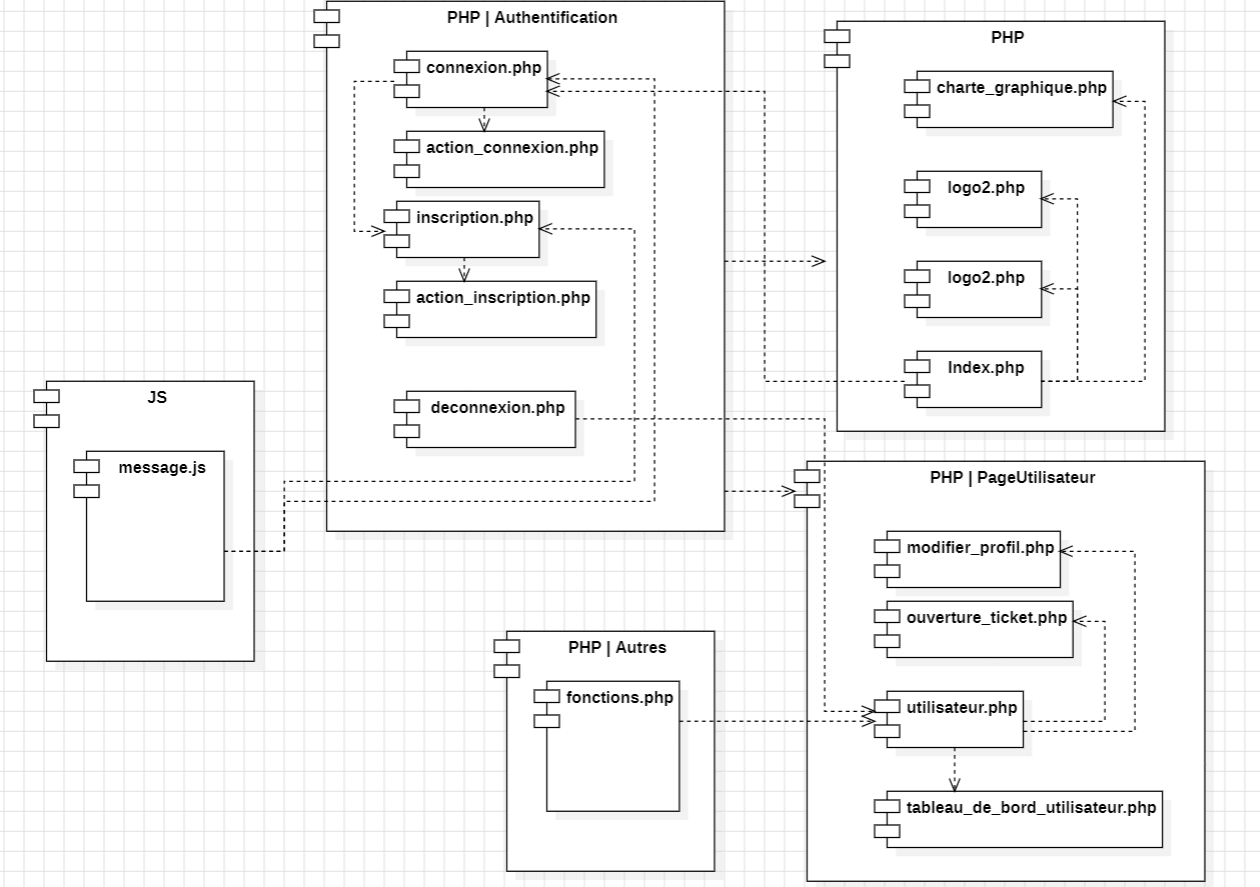 PHP | Authentification
connexion.php
action_connexion.php
inscription.php
action_inscription.php
deconnexion.php
PHP
charte_graphique.php
logo2.php
logo2.php
Index.php
JS
message.js
PHP | PageUtilisateur
modifier_profil.php
ouverture_ticket.php
utilisateur.php
tableau_de_bord_utilisateur.php
PHP | Autres
fonctions.php